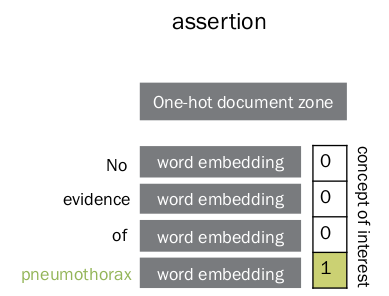 assertion
One-hot document zone
No word embedding 0
evidence word embedding 0
of word embedding 0
pneumothorax word embedding 1
concept of interest